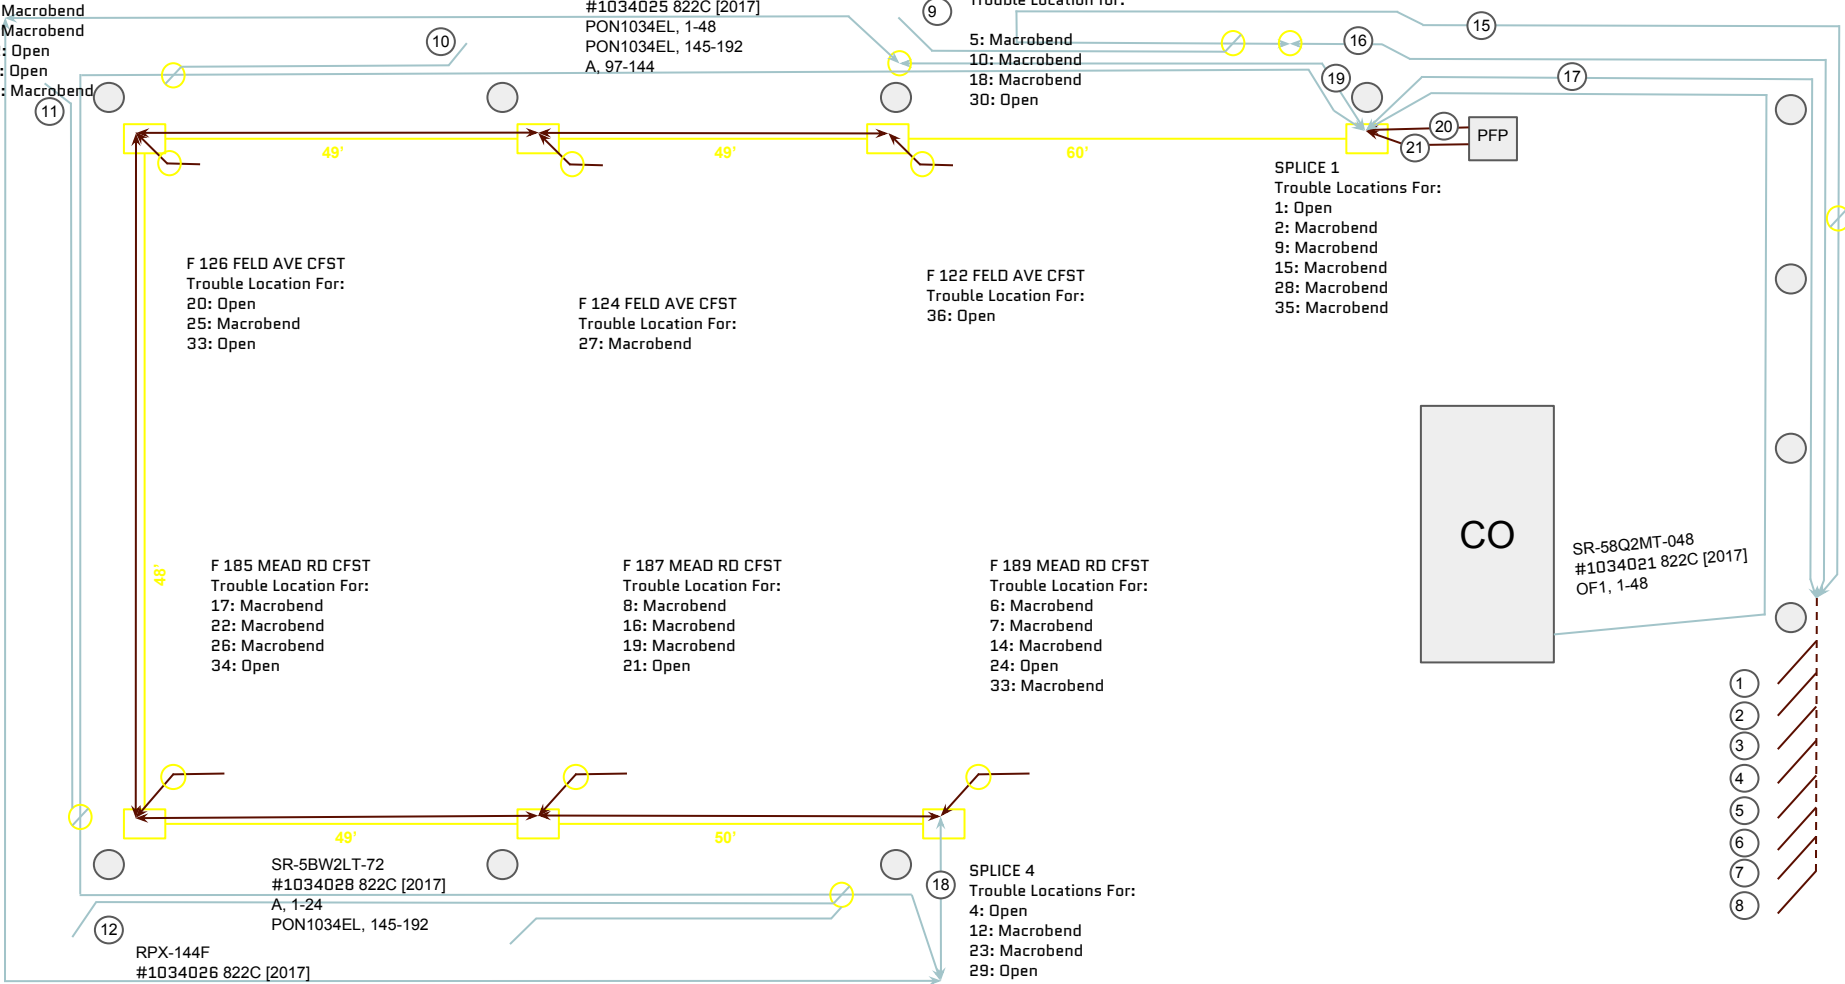 Macrobend
Macrobend
: Open
: Open
: Macrobend
#1034025 822C [2017]
PON1034EL, 1-48
PON1034EL, 145-192
A, 97-144
Trouble Location for:
5: Macrobend
10: Macrobend
18: Macrobend
30: Open
9
10
11
15
16
17
19
20
21
PFP
49'
49'
60'
SPLICE 1
Trouble Locations For:
1: Open
2: Macrobend
9: Macrobend
15: Macrobend
28: Macrobend
35: Macrobend
F 126 FELD AVE CFST
Trouble Location For:
20: Open
25: Macrobend
33: Open
F 124 FELD AVE CFST
Trouble Location For:
27: Macrobend
F 122 FELD AVE CFST
Trouble Location For:
36: Open
CO
SR-58Q2MT-048
#1034021 822C [2017]
OF1, 1-48
48'
F 185 MEAD RD CFST
Trouble Location For:
17: Macrobend
22: Macrobend
26: Macrobend
34: Open
F 187 MEAD RD CFST
Trouble Location For:
8: Macrobend
16: Macrobend
19: Macrobend
21: Open
F 189 MEAD RD CFST
Trouble Location For:
6: Macrobend
7: Macrobend
14: Macrobend
24: Open
33: Macrobend
1
2
3
4
5
6
7
8
49'
50'
SR-5BW2LT-72
#1034028 822C [2017]
A, 1-24
PON1034EL, 145-192
12
RPX-144F
#1034026 822C [2017]
18
SPLICE 4
Trouble Locations For:
4: Open
12: Macrobend
23: Macrobend
29: Open